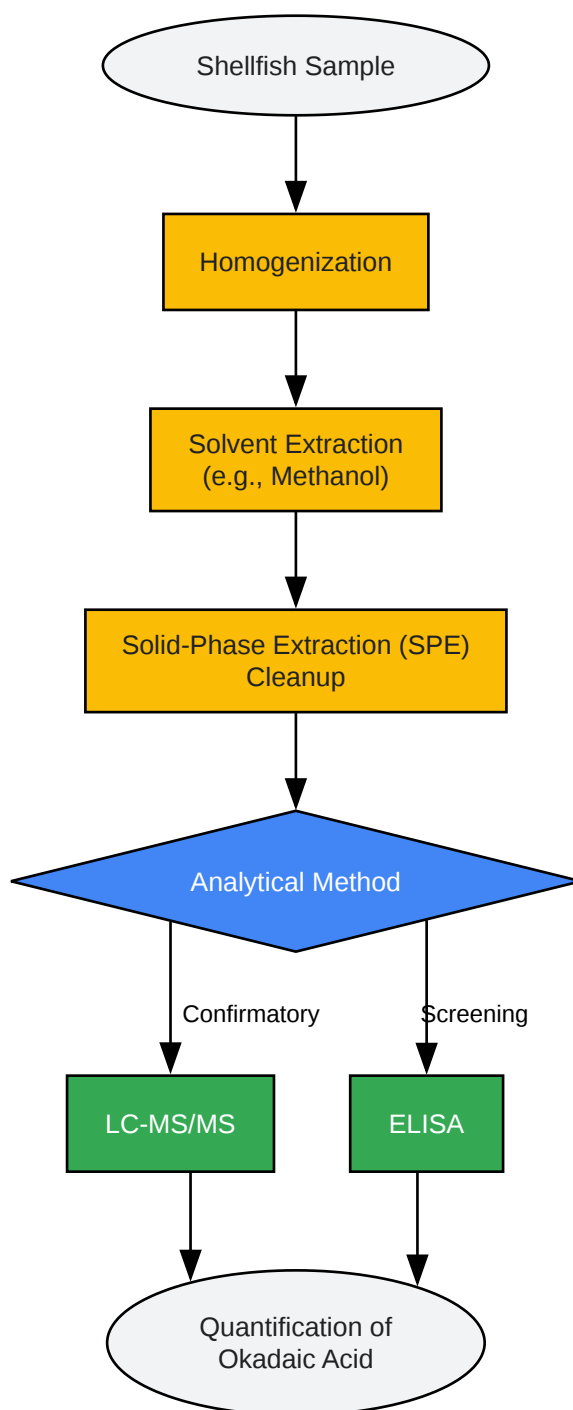 Shellfish Sample
Homogenization
Solvent Extraction
(e.g., Methanol)
Solid-Phase Extraction (SPE)
Cleanup
Analytical Method
Confirmatory
Screening
LC-MS/MS
ELISA
Quantification of
Okadaic Acid